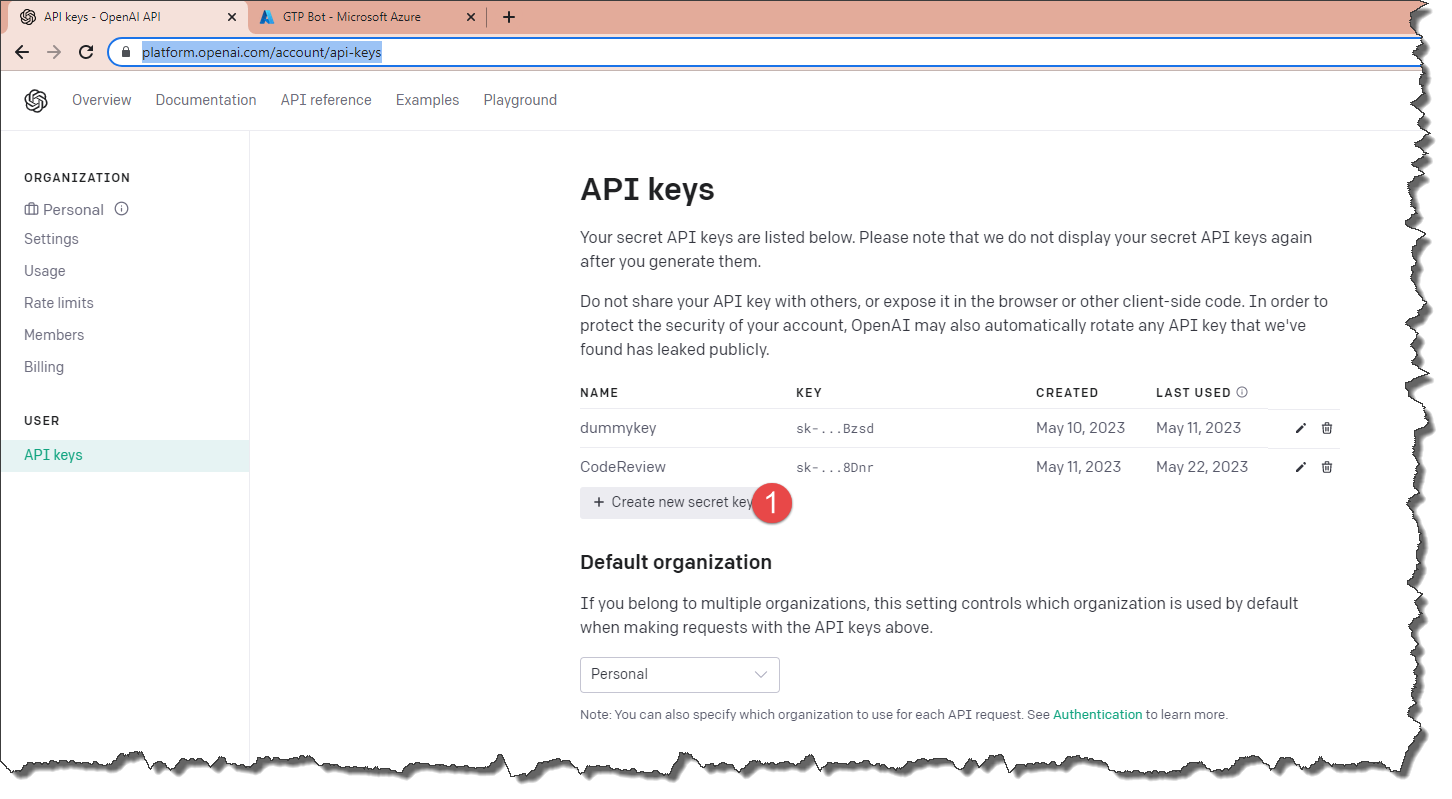 API keys - OpenAI API
GTP Bot - Microsoft Azure
platform.openai.com/account/api-keys
Overview Documentation API reference Examples Playground
ORGANIZATION
Personal
Settings
Usage
Rate limits
Members
Billing
USER
API keys
API keys
Your secret API keys are listed below. Please note that we do not display your secret API keys again
after you generate them.
Do not share your API key with others, or expose it in the browser or other client-side code. In order to
protect the security of your account, OpenAI may also automatically rotate any API key that we've
found has leaked publicly.
NAME KEY CREATED LAST USED
dummykey sk-...Bzsd May 10, 2023 May 11, 2023
CodeReview sk-...8Dnr May 11, 2023 May 22, 2023
+ Create new secret key 1
Default organization
If you belong to multiple organizations, this setting controls which organization is used by default
when making requests with the API keys above.
Personal
Note: You can also specify which organization to use for each API request. See Authentication to learn more.